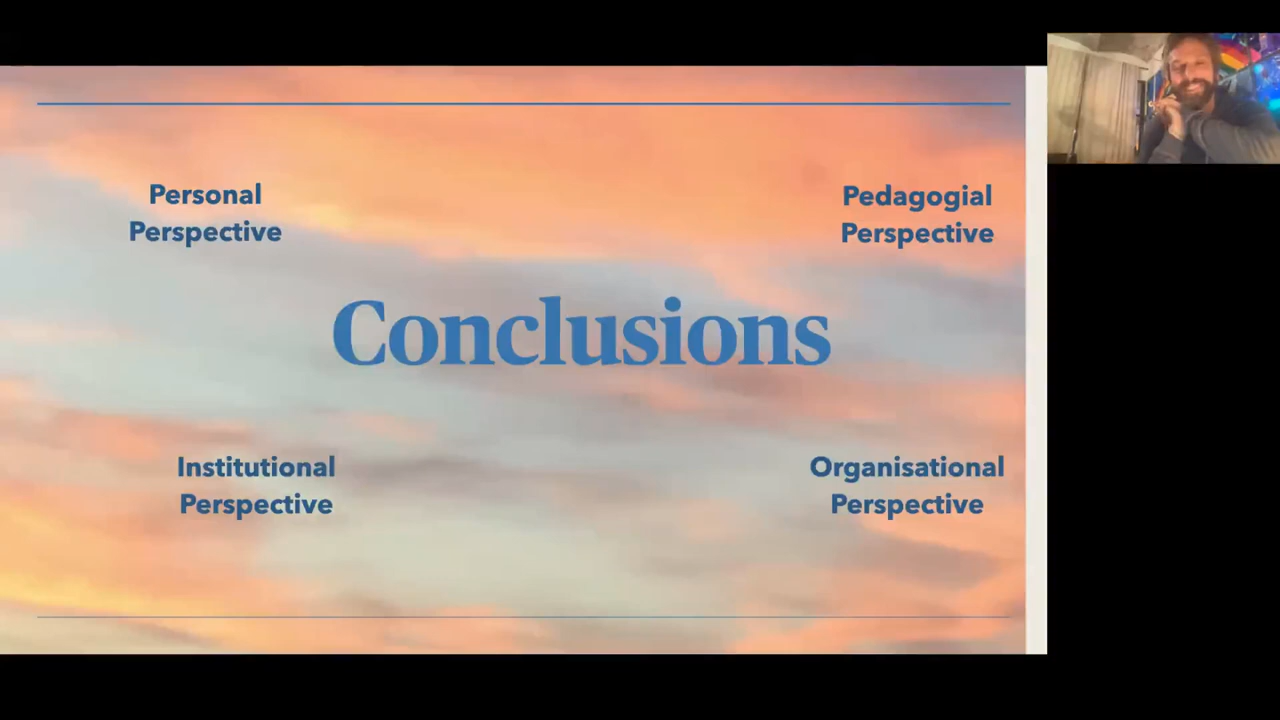 Personal
Perspective
Pedagogial
Perspective
Conclusions
Institutional
Perspective
Organisational
Perspective